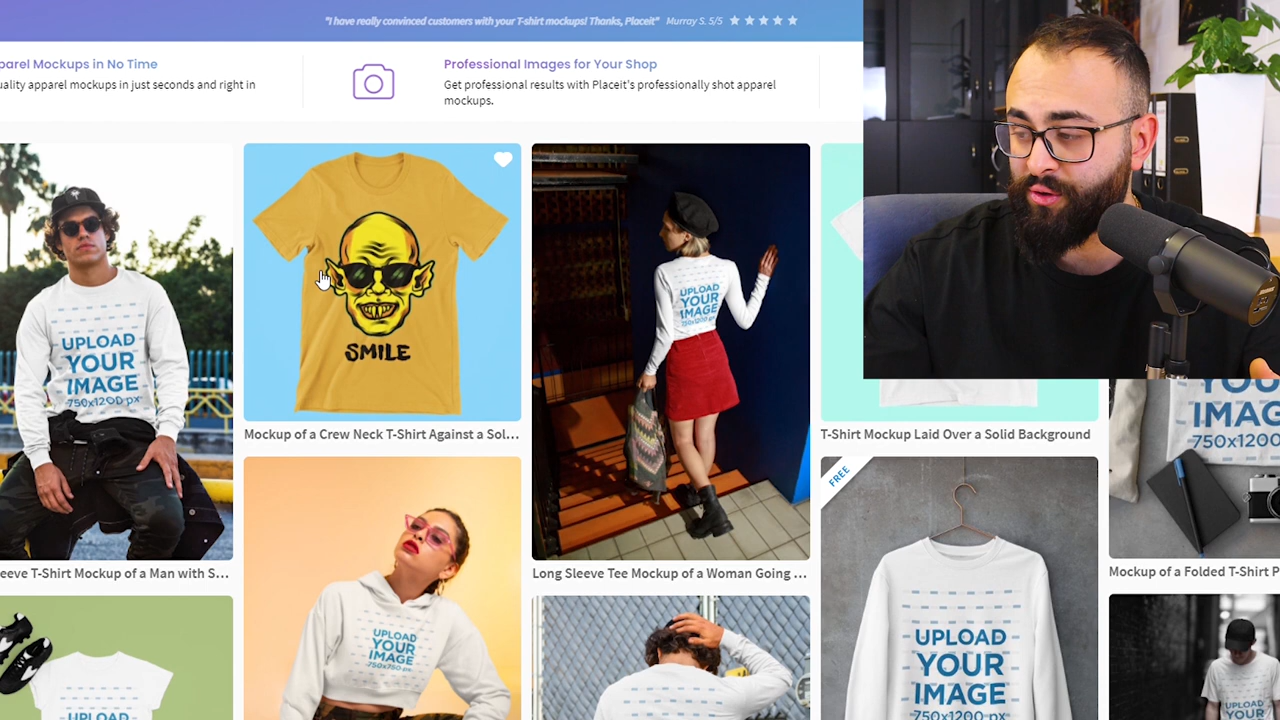 "I have really convinced customers with your T-shirt mockups! Thanks, Placeit" Murray S. 5/5
parel Mockups in No Time
uality apparel mockups in just seconds and right in
Professional Images for Your Shop
Get professional results with Placeit's professionally shot apparel
mockups.
UPLOAD
YOUR
IMAGE
750x1200 px
eeve T-Shirt Mockup of a Man with S...
SMILE
Mockup of a Crew Neck T-Shirt Against a Sol...
UPLOAD
YOUR
IMAGE
750x1200 px
Long Sleeve Tee Mockup of a Woman Going ...
T-Shirt Mockup Laid Over a Solid Background
YOUR
IMAG
750x1200
Mockup of a Folded T-Shirt P
UPLOAD
UPLOAD
YOUR
IMAGE
750x750 px
FREE
UPLOAD
YOUR
IMAGE
750x1200 px
UPLOAD
YOUR